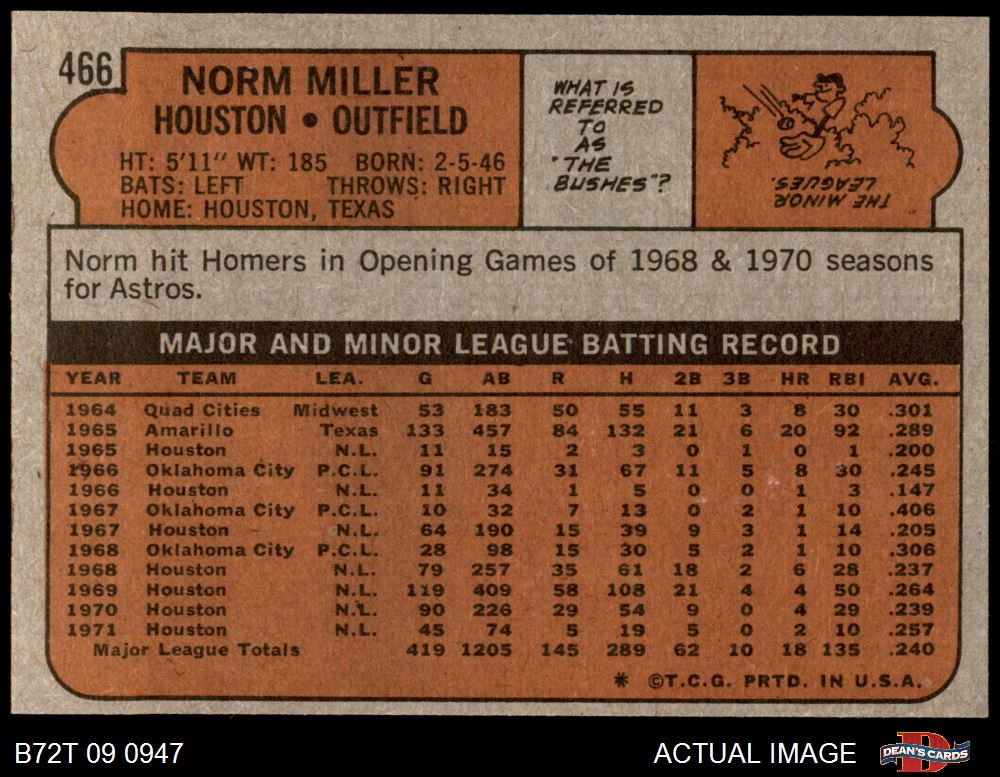 466
NORM MILLER
HOUSTON • OUTFIELD
HT: 5'11" WT: 185 BORN: 2-5-46
BATS: LEFT THROWS: RIGHT
HOME: HOUSTON, TEXAS
WHAT IS
REFERRED
TO
AS
"THE
BUSHES"?
THE MINOR
LEAGUES.
Norm hit Homers in Opening Games of 1968 & 1970 seasons
for Astros.
MAJOR AND MINOR LEAGUE BATTING RECORD
YEAR TEAM LEA. G AB R H 2B 3B HR RBI AVG.
1964 Quad Cities Midwest 53 183 50 55 11 3 8 30 .301
1965 Amarillo Texas 133 457 84 132 21 6 20 92 .289
1965 Houston N.L. 11 15 2 3 0 1 0 1 .200
1966 Oklahoma City P.C.L. 91 274 31 67 11 5 8 30 .245
1966 Houston N.L. 11 34 1 5 0 0 1 3 .147
1967 Oklahoma City P.C.L. 10 32 7 13 0 2 1 10 .406
1967 Houston N.L. 64 190 15 39 9 3 1 14 .205
1968 Oklahoma City P.C.L. 28 98 15 30 5 2 1 10 .306
1968 Houston N.L. 79 257 35 61 18 2 6 28 .237
1969 Houston N.L. 119 409 58 108 21 4 4 50 .264
1970 Houston N.L. 90 226 29 54 9 0 4 29 .239
1971 Houston N.L. 45 74 5 19 5 0 2 10 .257
Major League Totals 419 1205 145 289 62 10 18 135 .240
* ©T.C.G. PRTD. IN U.S.A.
B72T 09 0947
ACTUAL IMAGE
DEAN'S CARDS